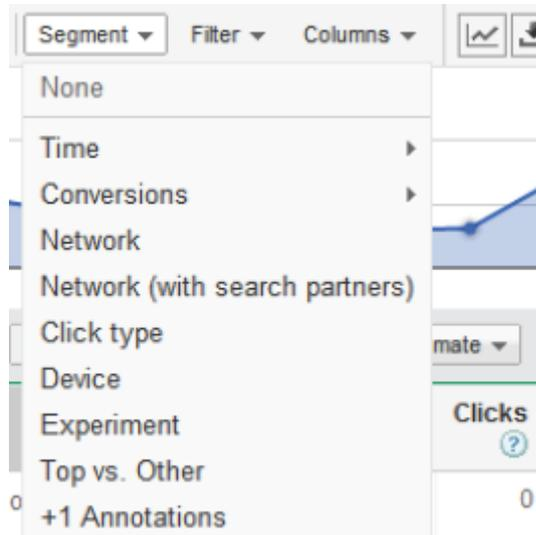 Segment Filter Columns
None
Time
Conversions
Network
Network (with search partners)
Click type
mate
Device
Experiment
Clicks
?
Top vs. Other
0
+1 Annotations